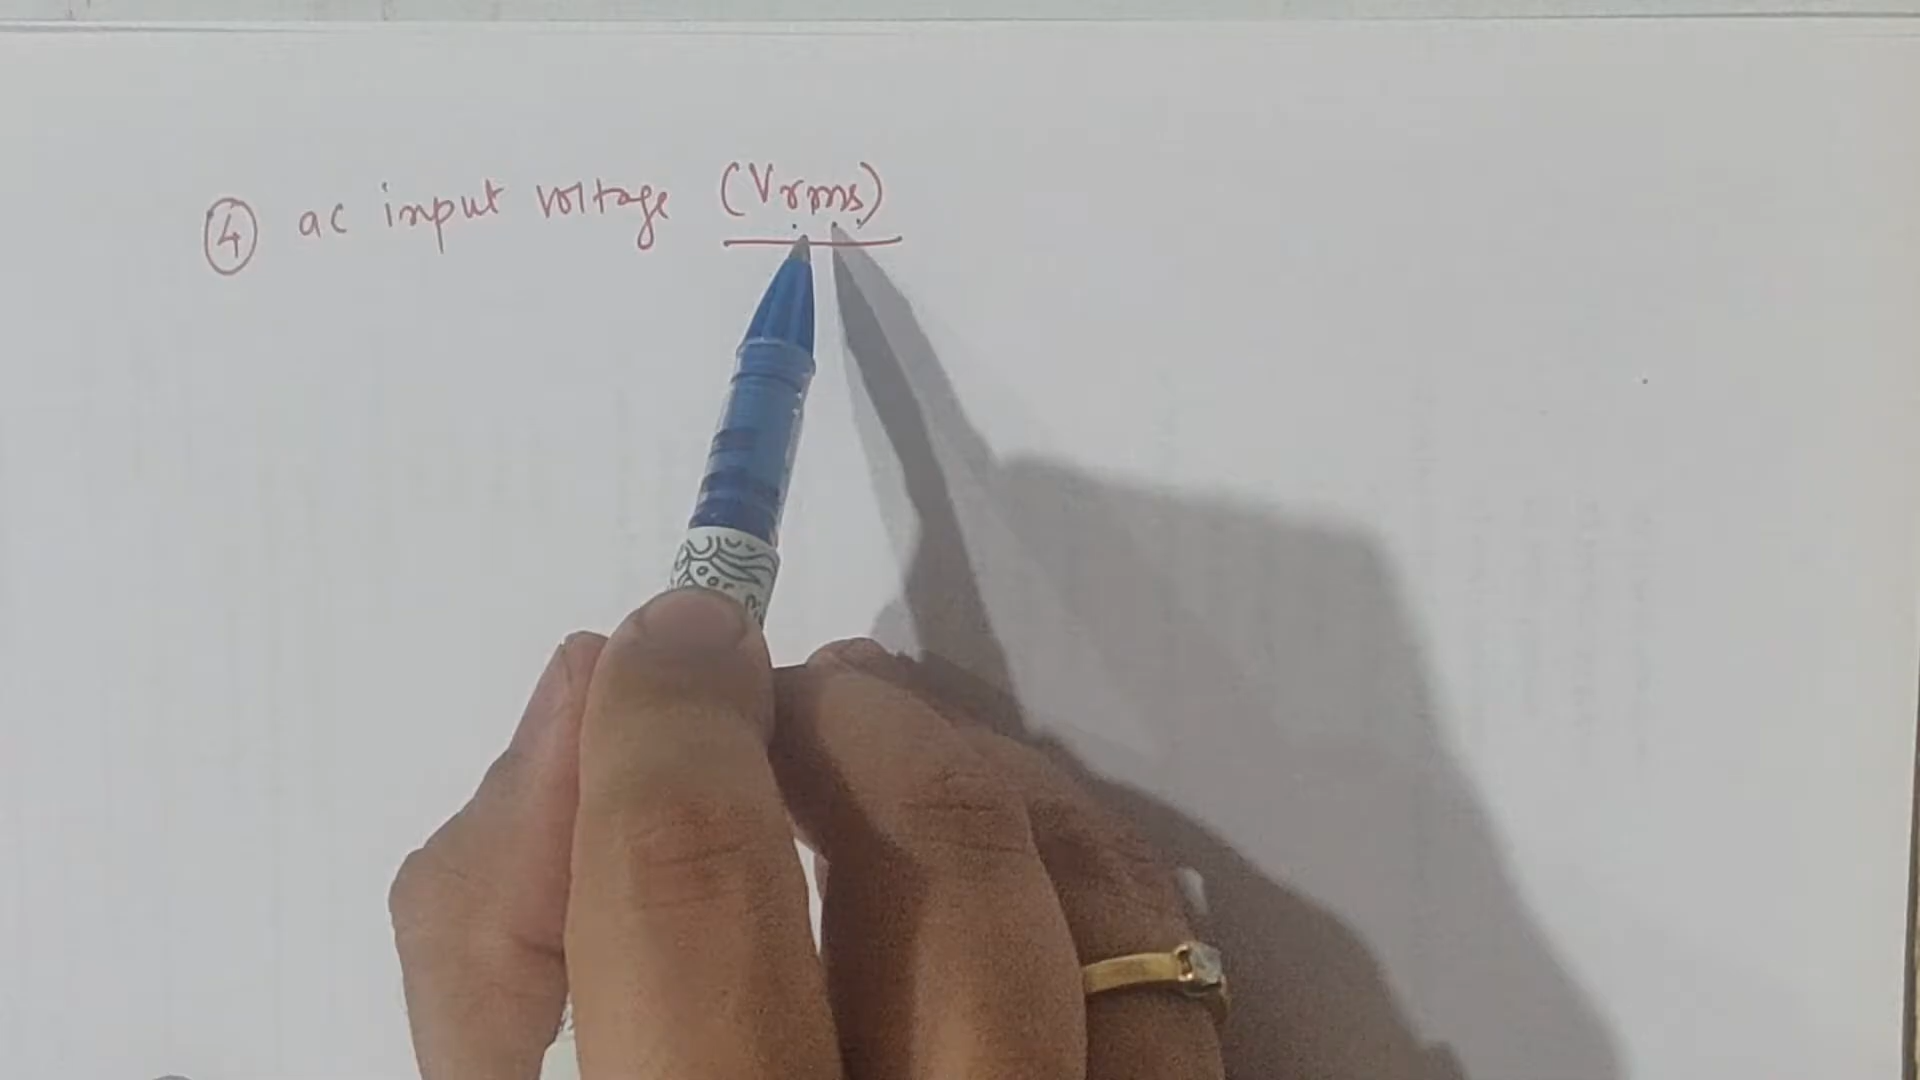 ④ ac input voltage (Vrms)